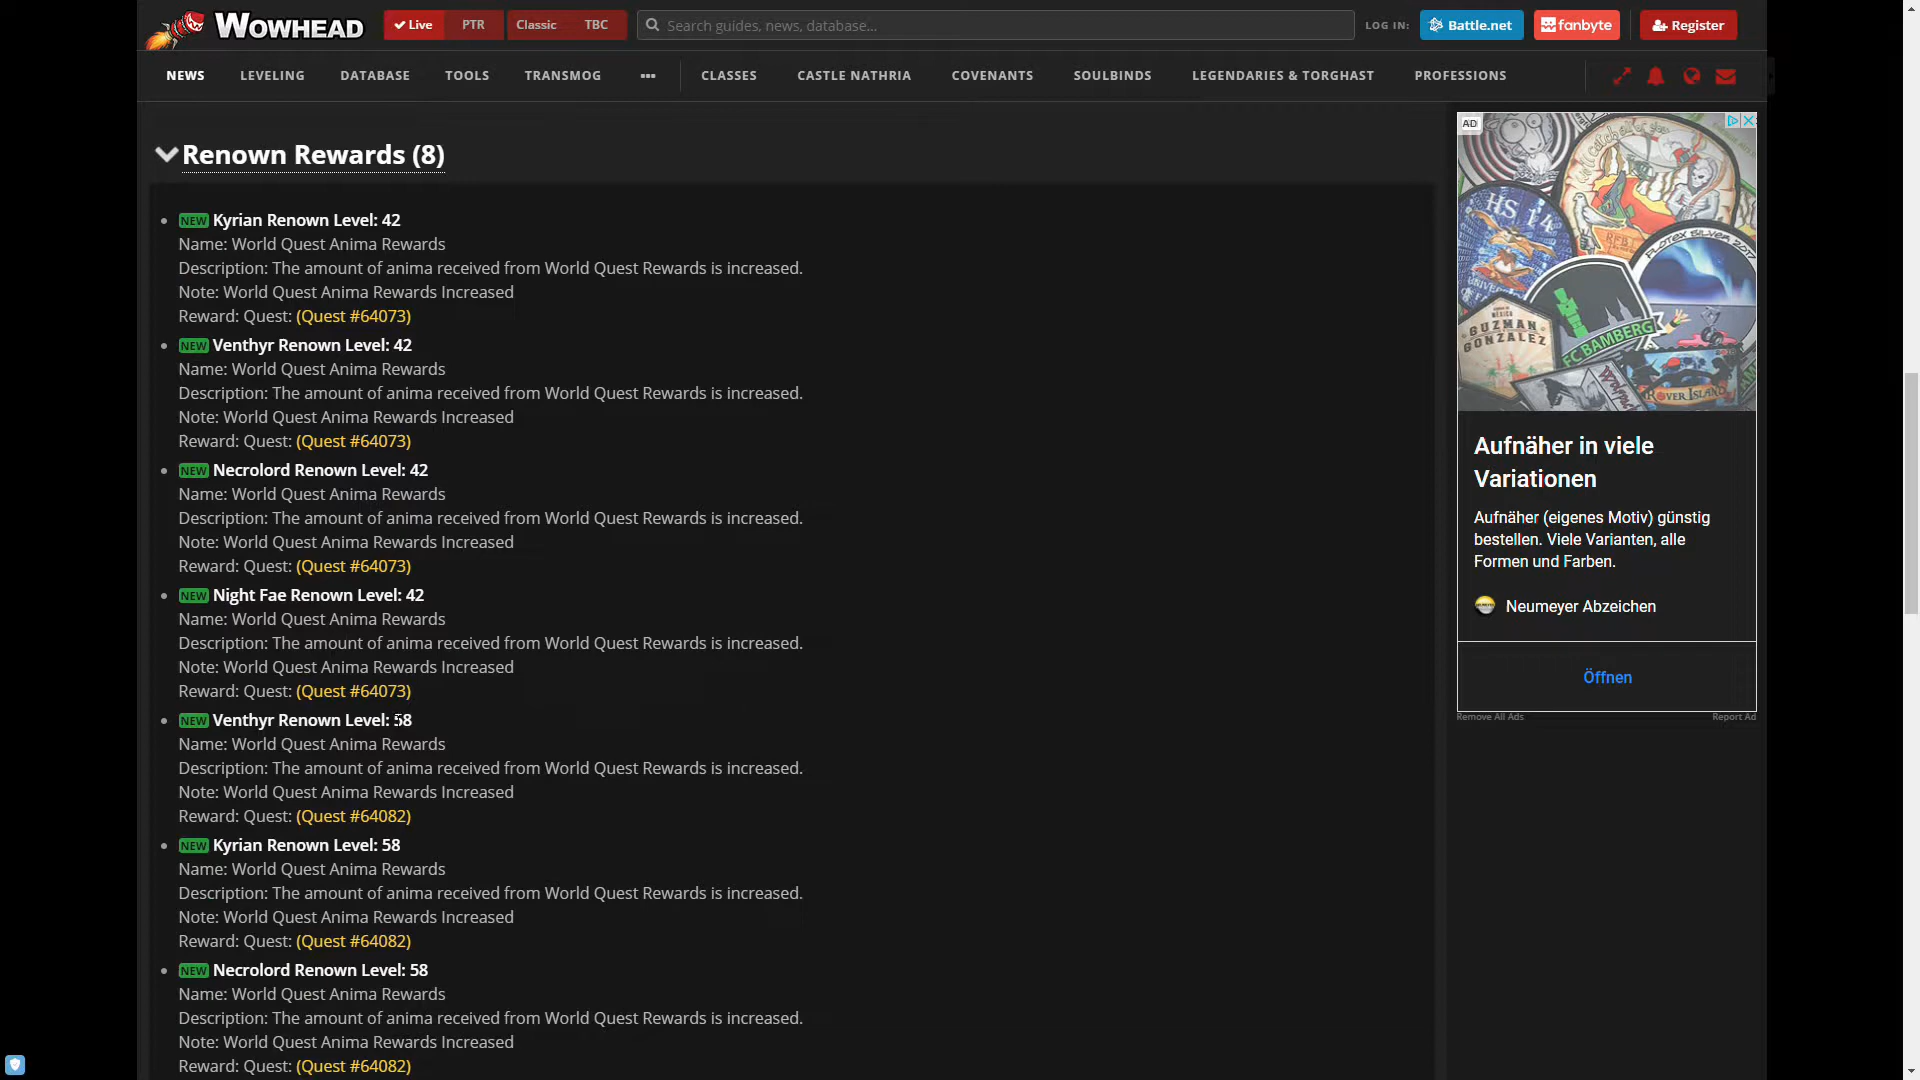 WOWHEAD
Live PTR Classic TBC
Search guides, news, database...
LOG IN: Battle.net fanbyte Register
NEWS LEVELING DATABASE TOOLS TRANSMOG ••• CLASSES CASTLE NATHRIA COVENANTS SOULBINDS LEGENDARIES & TORGHAST PROFESSIONS
Renown Rewards (8)
NEW Kyrian Renown Level: 42
Name: World Quest Anima Rewards
Description: The amount of anima received from World Quest Rewards is increased.
Note: World Quest Anima Rewards Increased
Reward: Quest: (Quest #64073)
NEW Venthyr Renown Level: 42
Name: World Quest Anima Rewards
Description: The amount of anima received from World Quest Rewards is increased.
Note: World Quest Anima Rewards Increased
Reward: Quest: (Quest #64073)
NEW Necrolord Renown Level: 42
Name: World Quest Anima Rewards
Description: The amount of anima received from World Quest Rewards is increased.
Note: World Quest Anima Rewards Increased
Reward: Quest: (Quest #64073)
NEW Night Fae Renown Level: 42
Name: World Quest Anima Rewards
Description: The amount of anima received from World Quest Rewards is increased.
Note: World Quest Anima Rewards Increased
Reward: Quest: (Quest #64073)
NEW Venthyr Renown Level: 58
Name: World Quest Anima Rewards
Description: The amount of anima received from World Quest Rewards is increased.
Note: World Quest Anima Rewards Increased
Reward: Quest: (Quest #64082)
NEW Kyrian Renown Level: 58
Name: World Quest Anima Rewards
Description: The amount of anima received from World Quest Rewards is increased.
Note: World Quest Anima Rewards Increased
Reward: Quest: (Quest #64082)
NEW Necrolord Renown Level: 58
Name: World Quest Anima Rewards
Description: The amount of anima received from World Quest Rewards is increased.
Note: World Quest Anima Rewards Increased
Reward: Quest: (Quest #64082)
AD
HS 14
GUZMAN
GONZALEZ
FC BAMBERG
RIVER ISLAND
Aufnäher in viele
Variationen
Aufnäher (eigenes Motiv) günstig
bestellen. Viele Varianten, alle
Formen und Farben.
Neumeyer Abzeichen
Öffnen
Remove All Ads Report Ad